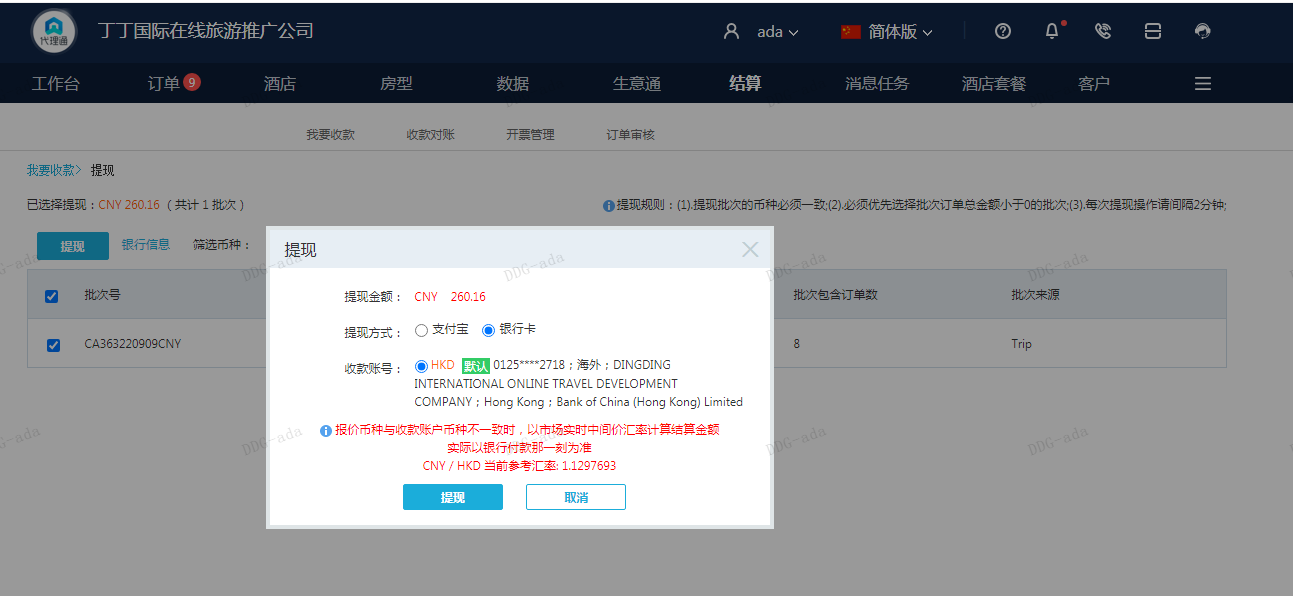 代理通
丁丁国际在线旅游推广公司
ada
简体版
工作台
订单 9
酒店
房型
数据
生意通
结算
消息任务
酒店套餐
客户
我要收款
收款对账
开票管理
订单审核
我要收款> 提现
已选择提现：CNY 260.16 （ 共计 1 批次 ）
提现规则：(1).提现批次的币种必须一致;(2).必须优先选择批次订单总金额小于0的批次;(3).每次提现操作请间隔2分钟;
提现
银行信息
筛选币种：
批次号
批次包含订单数
批次来源
CA363220909CNY
8
Trip
提现
提现金额： CNY 260.16
提现方式： 支付宝 银行卡
收款账号： HKD 默认 0125****2718；海外；DINGDING
INTERNATIONAL ONLINE TRAVEL DEVELOPMENT
COMPANY；Hong Kong；Bank of China (Hong Kong) Limited
报价币种与收款账户币种不一致时，以市场实时中间价汇率计算结算金额
实际以银行付款那一刻为准
CNY / HKD 当前参考汇率: 1.1297693
提现
取消
DDG-ada
DDG-ada
DDG-ada
DDG-ada
DDG-ada
DDG-ada
DDG-ada